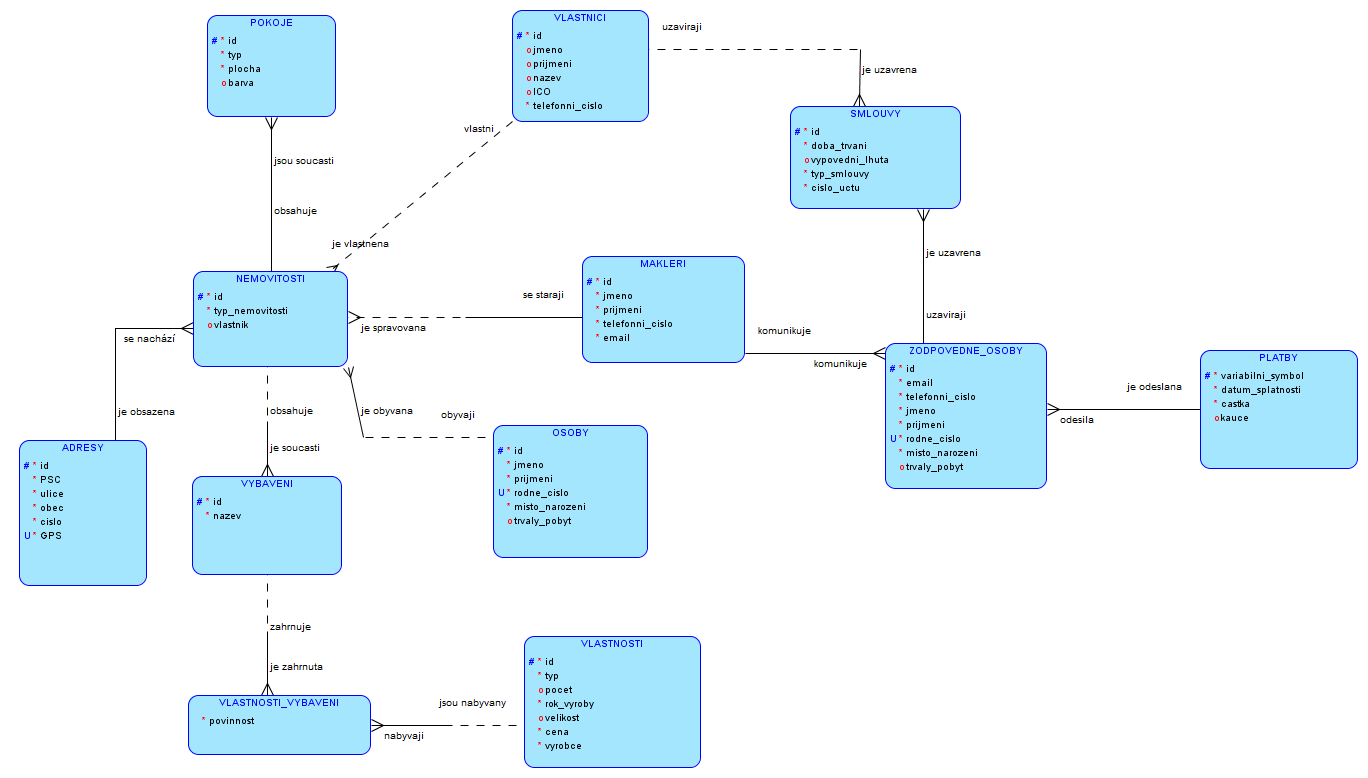 POKOJE
# * id
* typ
* plocha
o barva
VLASTNICI
# * id
o jmeno
o prijmeni
o nazev
o ICO
* telefonni_cislo
uzaviraji
je uzavrena
SMLOUVY
# * id
* doba_trvani
o vypovedni_lhuta
* typ_smlouvy
* cislo_uctu
vlastni
je vlastnena
jsou soucasti
obsahuje
je uzavrena
uzaviraji
NEMOVITOSTI
# * id
* typ_nemovitosti
o vlastnik
MAKLERI
# * id
* jmeno
* prijmeni
* telefonni_cislo
* email
se staraji
je spravovana
komunikuje
komunikuje
ZODPOVEDNE_OSOBY
# * id
* email
* telefonni_cislo
* jmeno
* prijmeni
U * rodne_cislo
* misto_narozeni
o trvaly_pobyt
PLATBY
# * variabilni_symbol
* datum_splatnosti
* castka
o kauce
je odeslana
odesila
se nachází
je obsazena
obsahuje
je soucasti
je obyvana
obyvaji
ADRESY
# * id
* PSC
* ulice
* obec
* cislo
U * GPS
VYBAVENI
# * id
* nazev
OSOBY
# * id
* jmeno
* prijmeni
U * rodne_cislo
* misto_narozeni
o trvaly_pobyt
zahrnuje
je zahrnuta
VLASTNOSTI_VYBAVENI
* povinnost
jsou nabyvany
nabyvaji
VLASTNOSTI
# * id
* typ
o pocet
* rok_vyroby
o velikost
* cena
* vyrobce